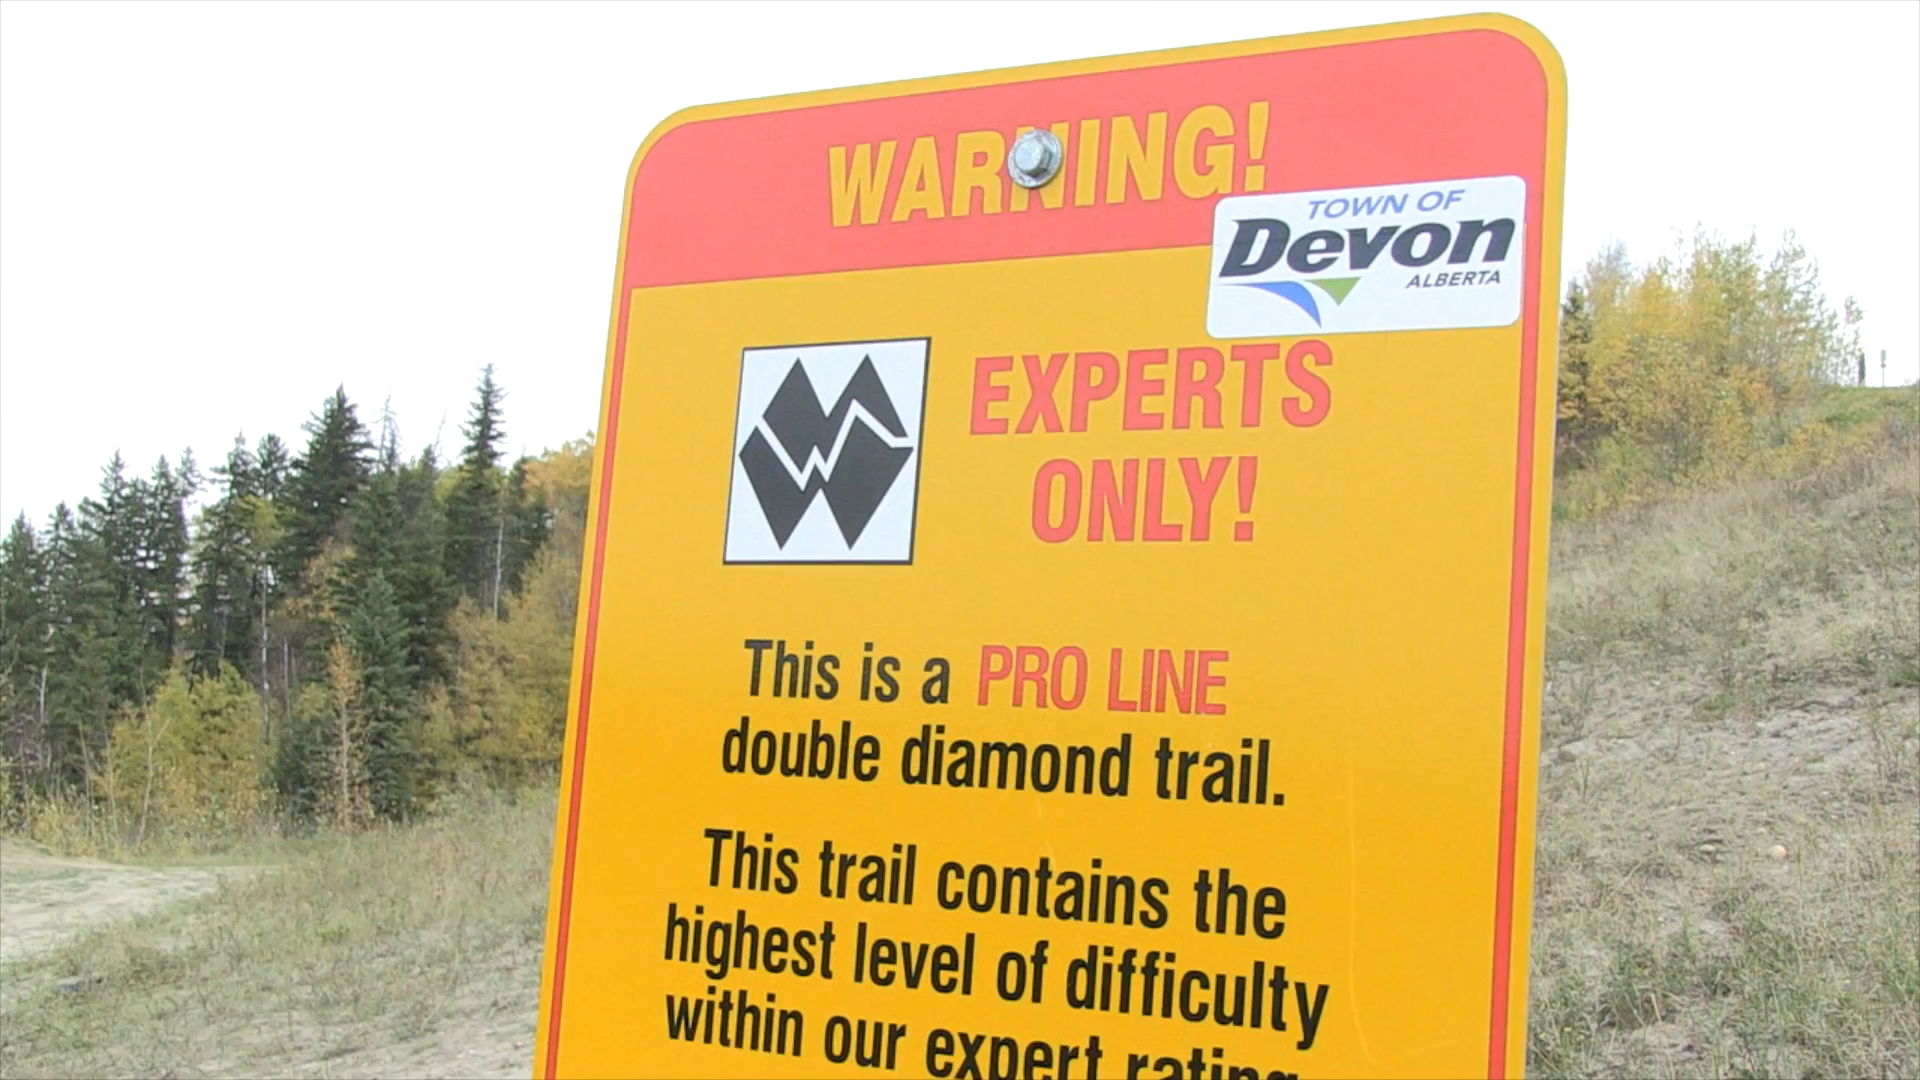 WARNING!
TOWN OF
Devon
ALBERTA
EXPERTS
ONLY!
This is a PRO LINE
double diamond trail.
This trail contains the
highest level of difficulty
within our expert rating